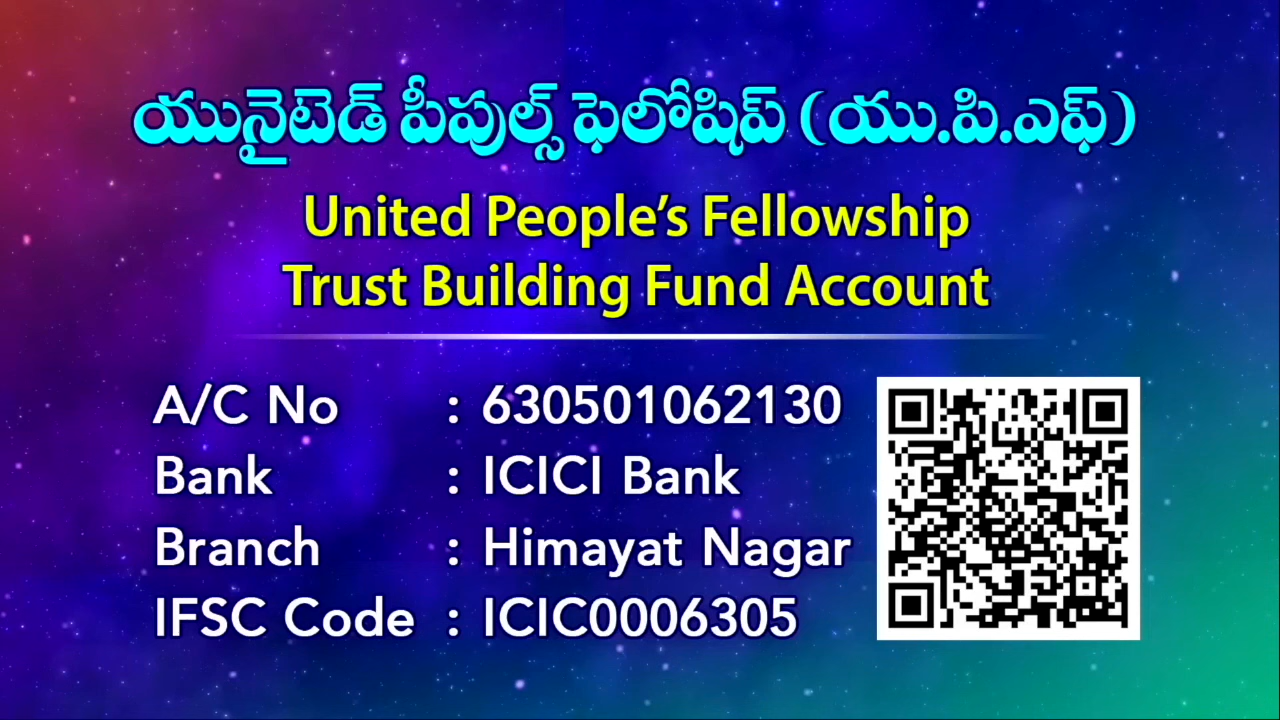 యునైటెడ్ పీపుల్స్ ఫెలోషిప్ (యు.పి.ఎఫ్)
United People's Fellowship
Trust Building Fund Account
A/C No : 630501062130
Bank : ICICI Bank
Branch : Himayat Nagar
IFSC Code : ICIC0006305